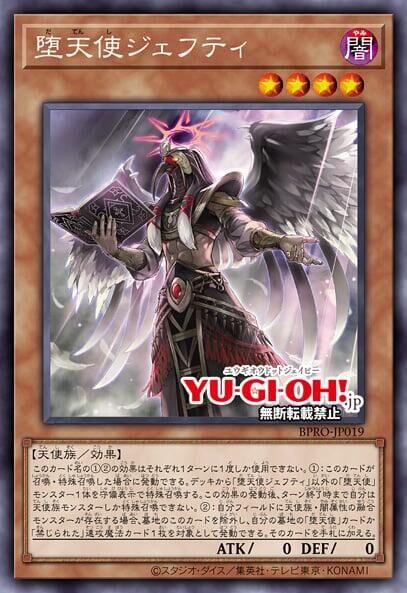 堕天使ジェフティ
闇
ユウギオウドットジェイピー
YU-GI-OH!.jp
無断転載禁止
BPRO-JP019
【天使族／効果】
このカード名の①②の効果はそれぞれ１ターンに１度しか使用できない。①：このカードが
召喚・特殊召喚した場合に発動できる。デッキから「堕天使ジェフティ」以外の「堕天使」
モンスター１体を守備表示で特殊召喚する。この効果の発動後、ターン終了時まで自分は
天使族モンスターしか特殊召喚できない。②：自分フィールドに天使族・闇属性の融合
モンスターが存在する場合、墓地のこのカードを除外し、自分の墓地の「堕天使」カードか
「禁じられた」速攻魔法カード１枚を対象として発動できる。そのカードを手札に加える。
ATK/ 0 DEF/ 0
©スタジオ・ダイス／集英社・テレビ東京・KONAMI